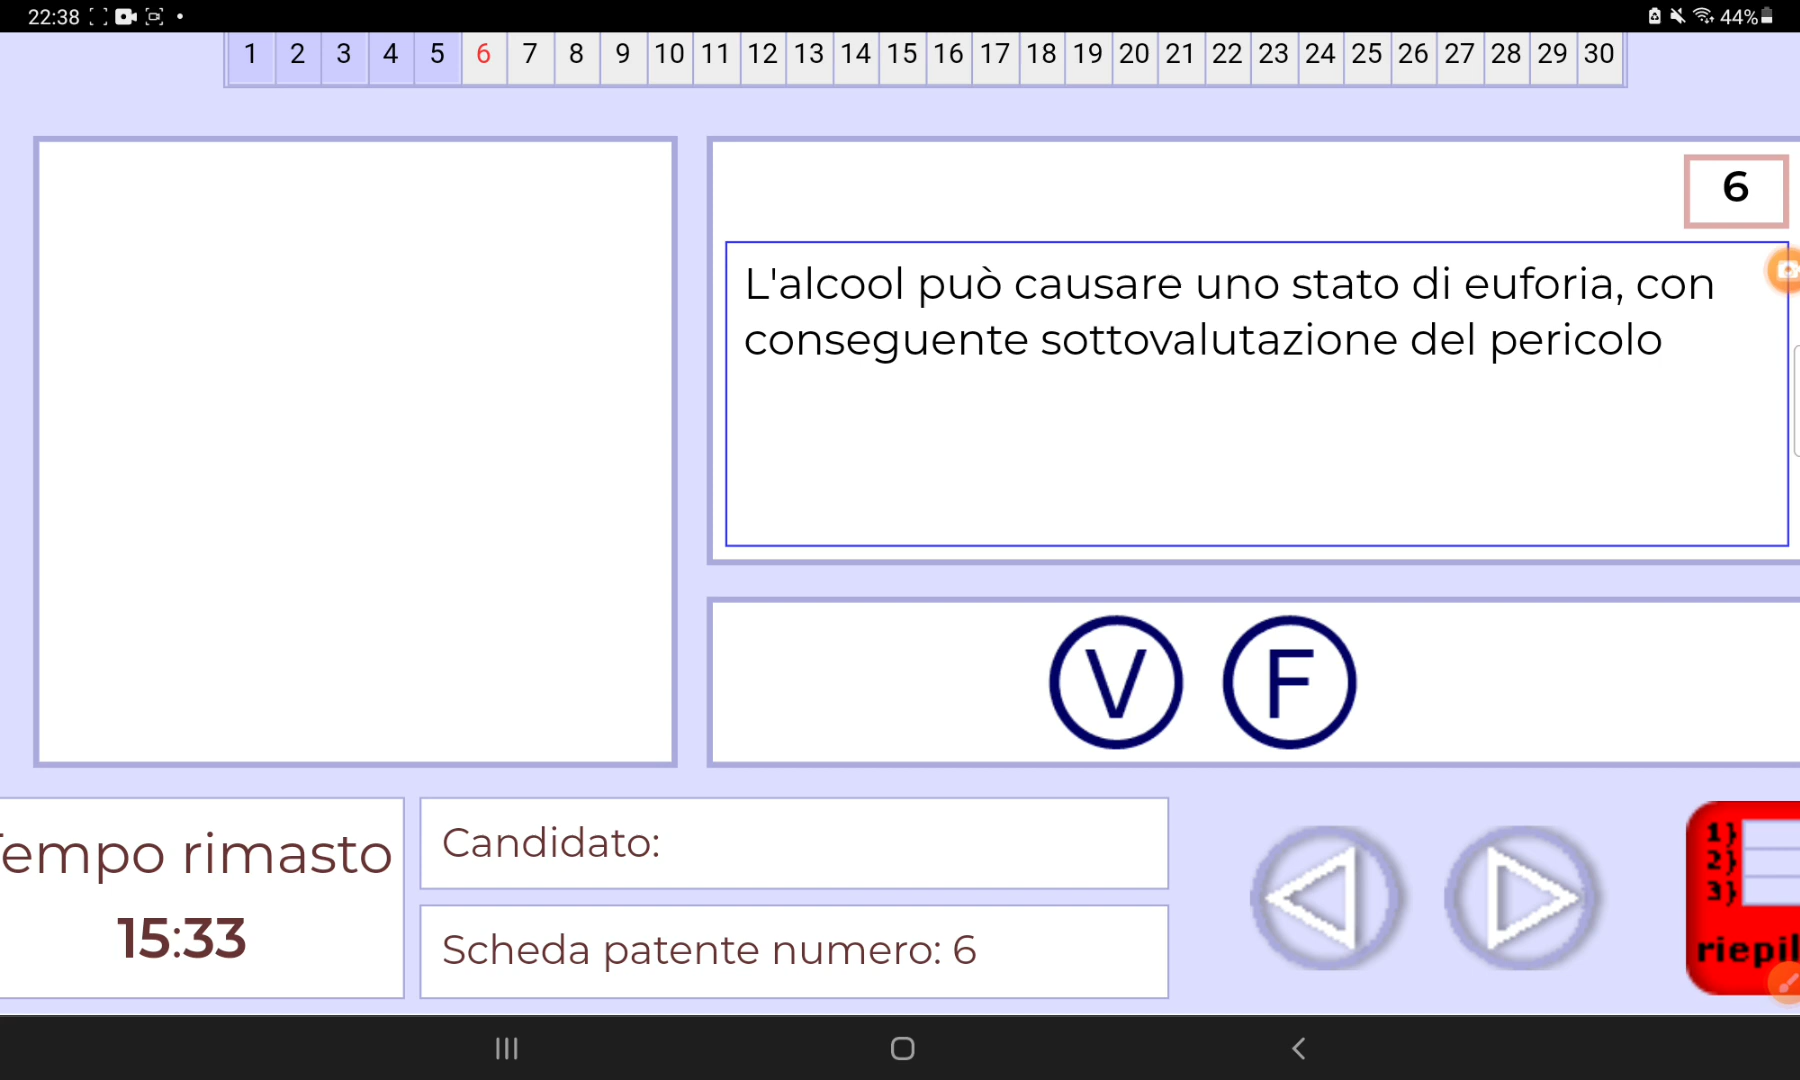 22:38
44%
1 2 3 4 5 6 7 8 9 10 11 12 13 14 15 16 17 18 19 20 21 22 23 24 25 26 27 28 29 30
6
L'alcool può causare uno stato di euforia, con
conseguente sottovalutazione del pericolo
V F
empo rimasto
15:33
Candidato:
Scheda patente numero: 6
1}
2}
3}
riepil